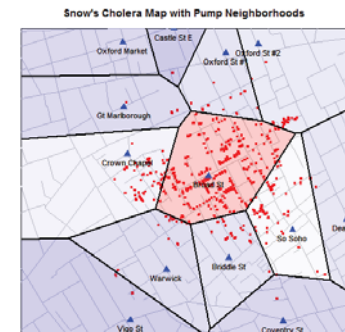 Snow's Cholera Map with Pump Neighborhoods
Castle St E
Oxford Market
Oxford St #1
Oxford St #2
Gt Marlborough
Crown Chapel
Broad St
So Soho
Dea
Warwick
Briddle St
Vigo St
Coventry St